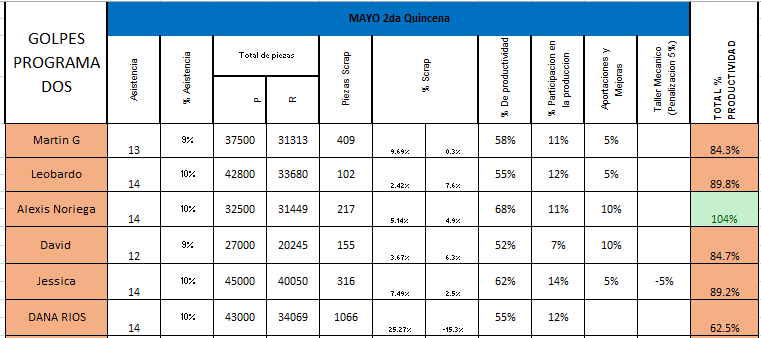 MAYO 2da Quincena
GOLPES PROGRAMADOS Asistencia % Asistencia Total de piezas P R Piezas Scrap % Scrap % De productividad % Participacion en la produccion Aportaciones y Mejoras Taller Mecanico (Penalizacion 5%) TOTAL % PRODUCTIVIDAD
Martin G 13 9% 37500 31313 409 9.69% 0.3% 58% 11% 5% 84.3%
Leobardo 14 10% 42800 33680 102 2.42% 7.6% 55% 12% 5% 89.8%
Alexis Noriega 14 10% 32500 31449 217 5.14% 4.9% 68% 11% 10% 104%
David 12 9% 27000 20245 155 3.67% 6.3% 52% 7% 10% 84.7%
Jessica 14 10% 45000 40050 316 7.49% 2.5% 62% 14% 5% -5% 89.2%
DANA RIOS 14 10% 43000 34069 1066 25.27% -15.3% 55% 12% 62.5%